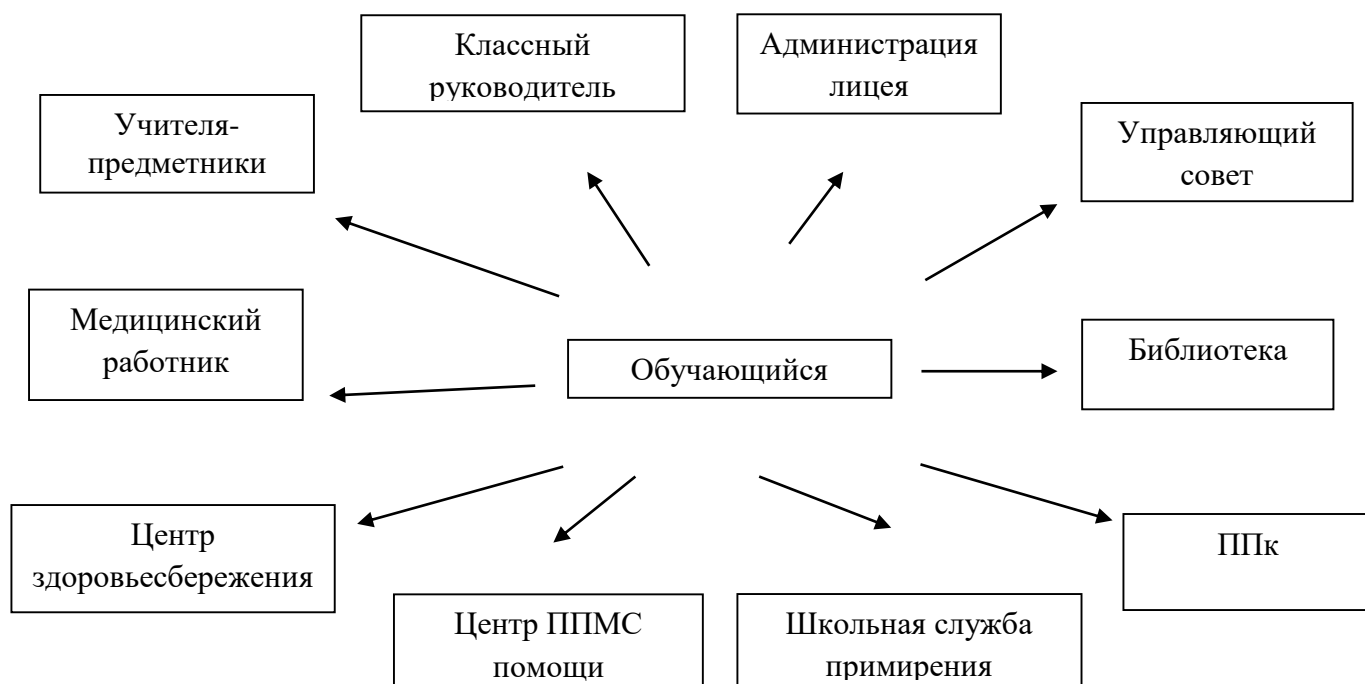 Классный
руководитель
Администрация
лицея
Учителя-
предметники
Управляющий
совет
Медицинский
работник
Обучающийся
Библиотека
Центр
здоровьесбережения
ППк
Центр ППМС
помощи
Школьная служба
примирения